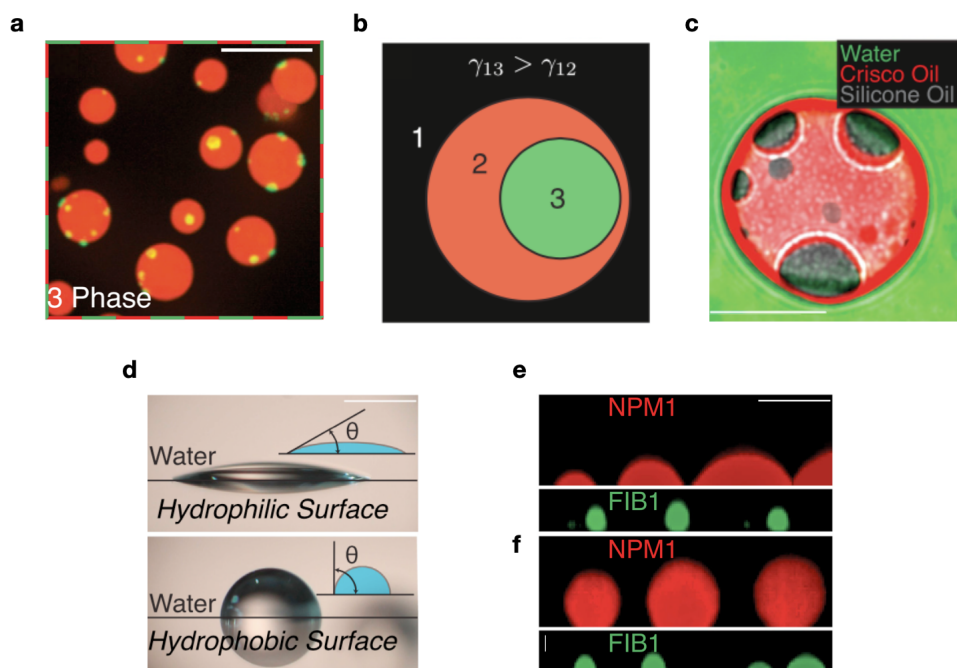 a
3 Phase
b
γ13 > γ12
1
2
3
c
Water
Crisco Oil
Silicone Oil
d
θ
Water
Hydrophilic Surface
θ
Water
Hydrophobic Surface
e
NPM1
FIB1
f
NPM1
FIB1